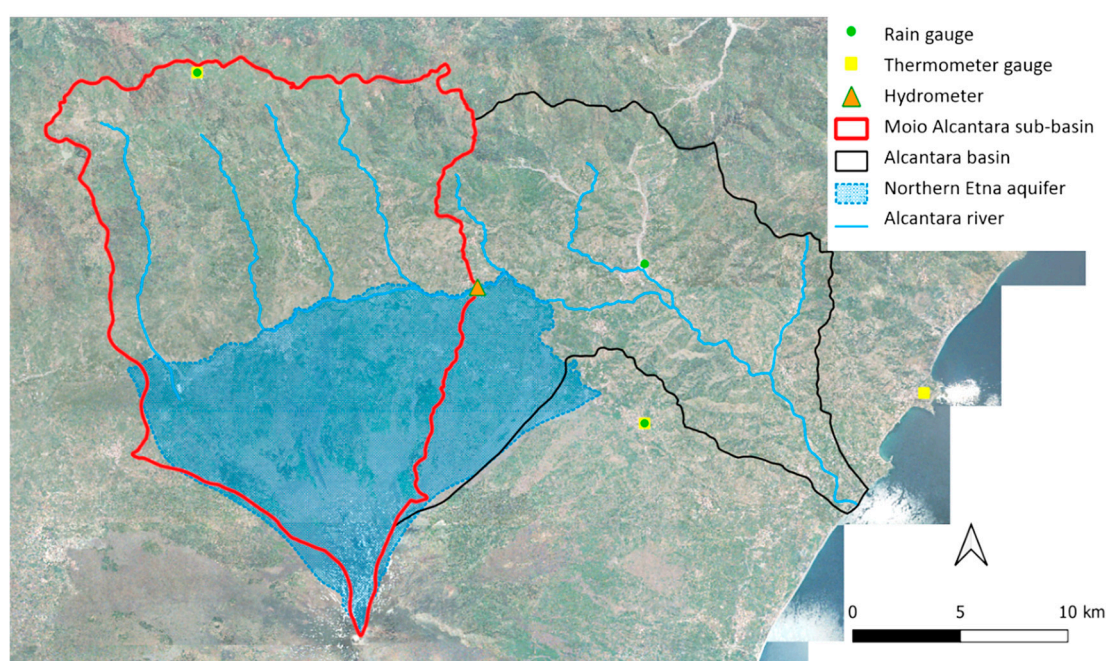 Rain gauge
Thermometer gauge
Hydrometer
Moio Alcantara sub-basin
Alcantara basin
Northern Etna aquifer
Alcantara river
0 5 10 km